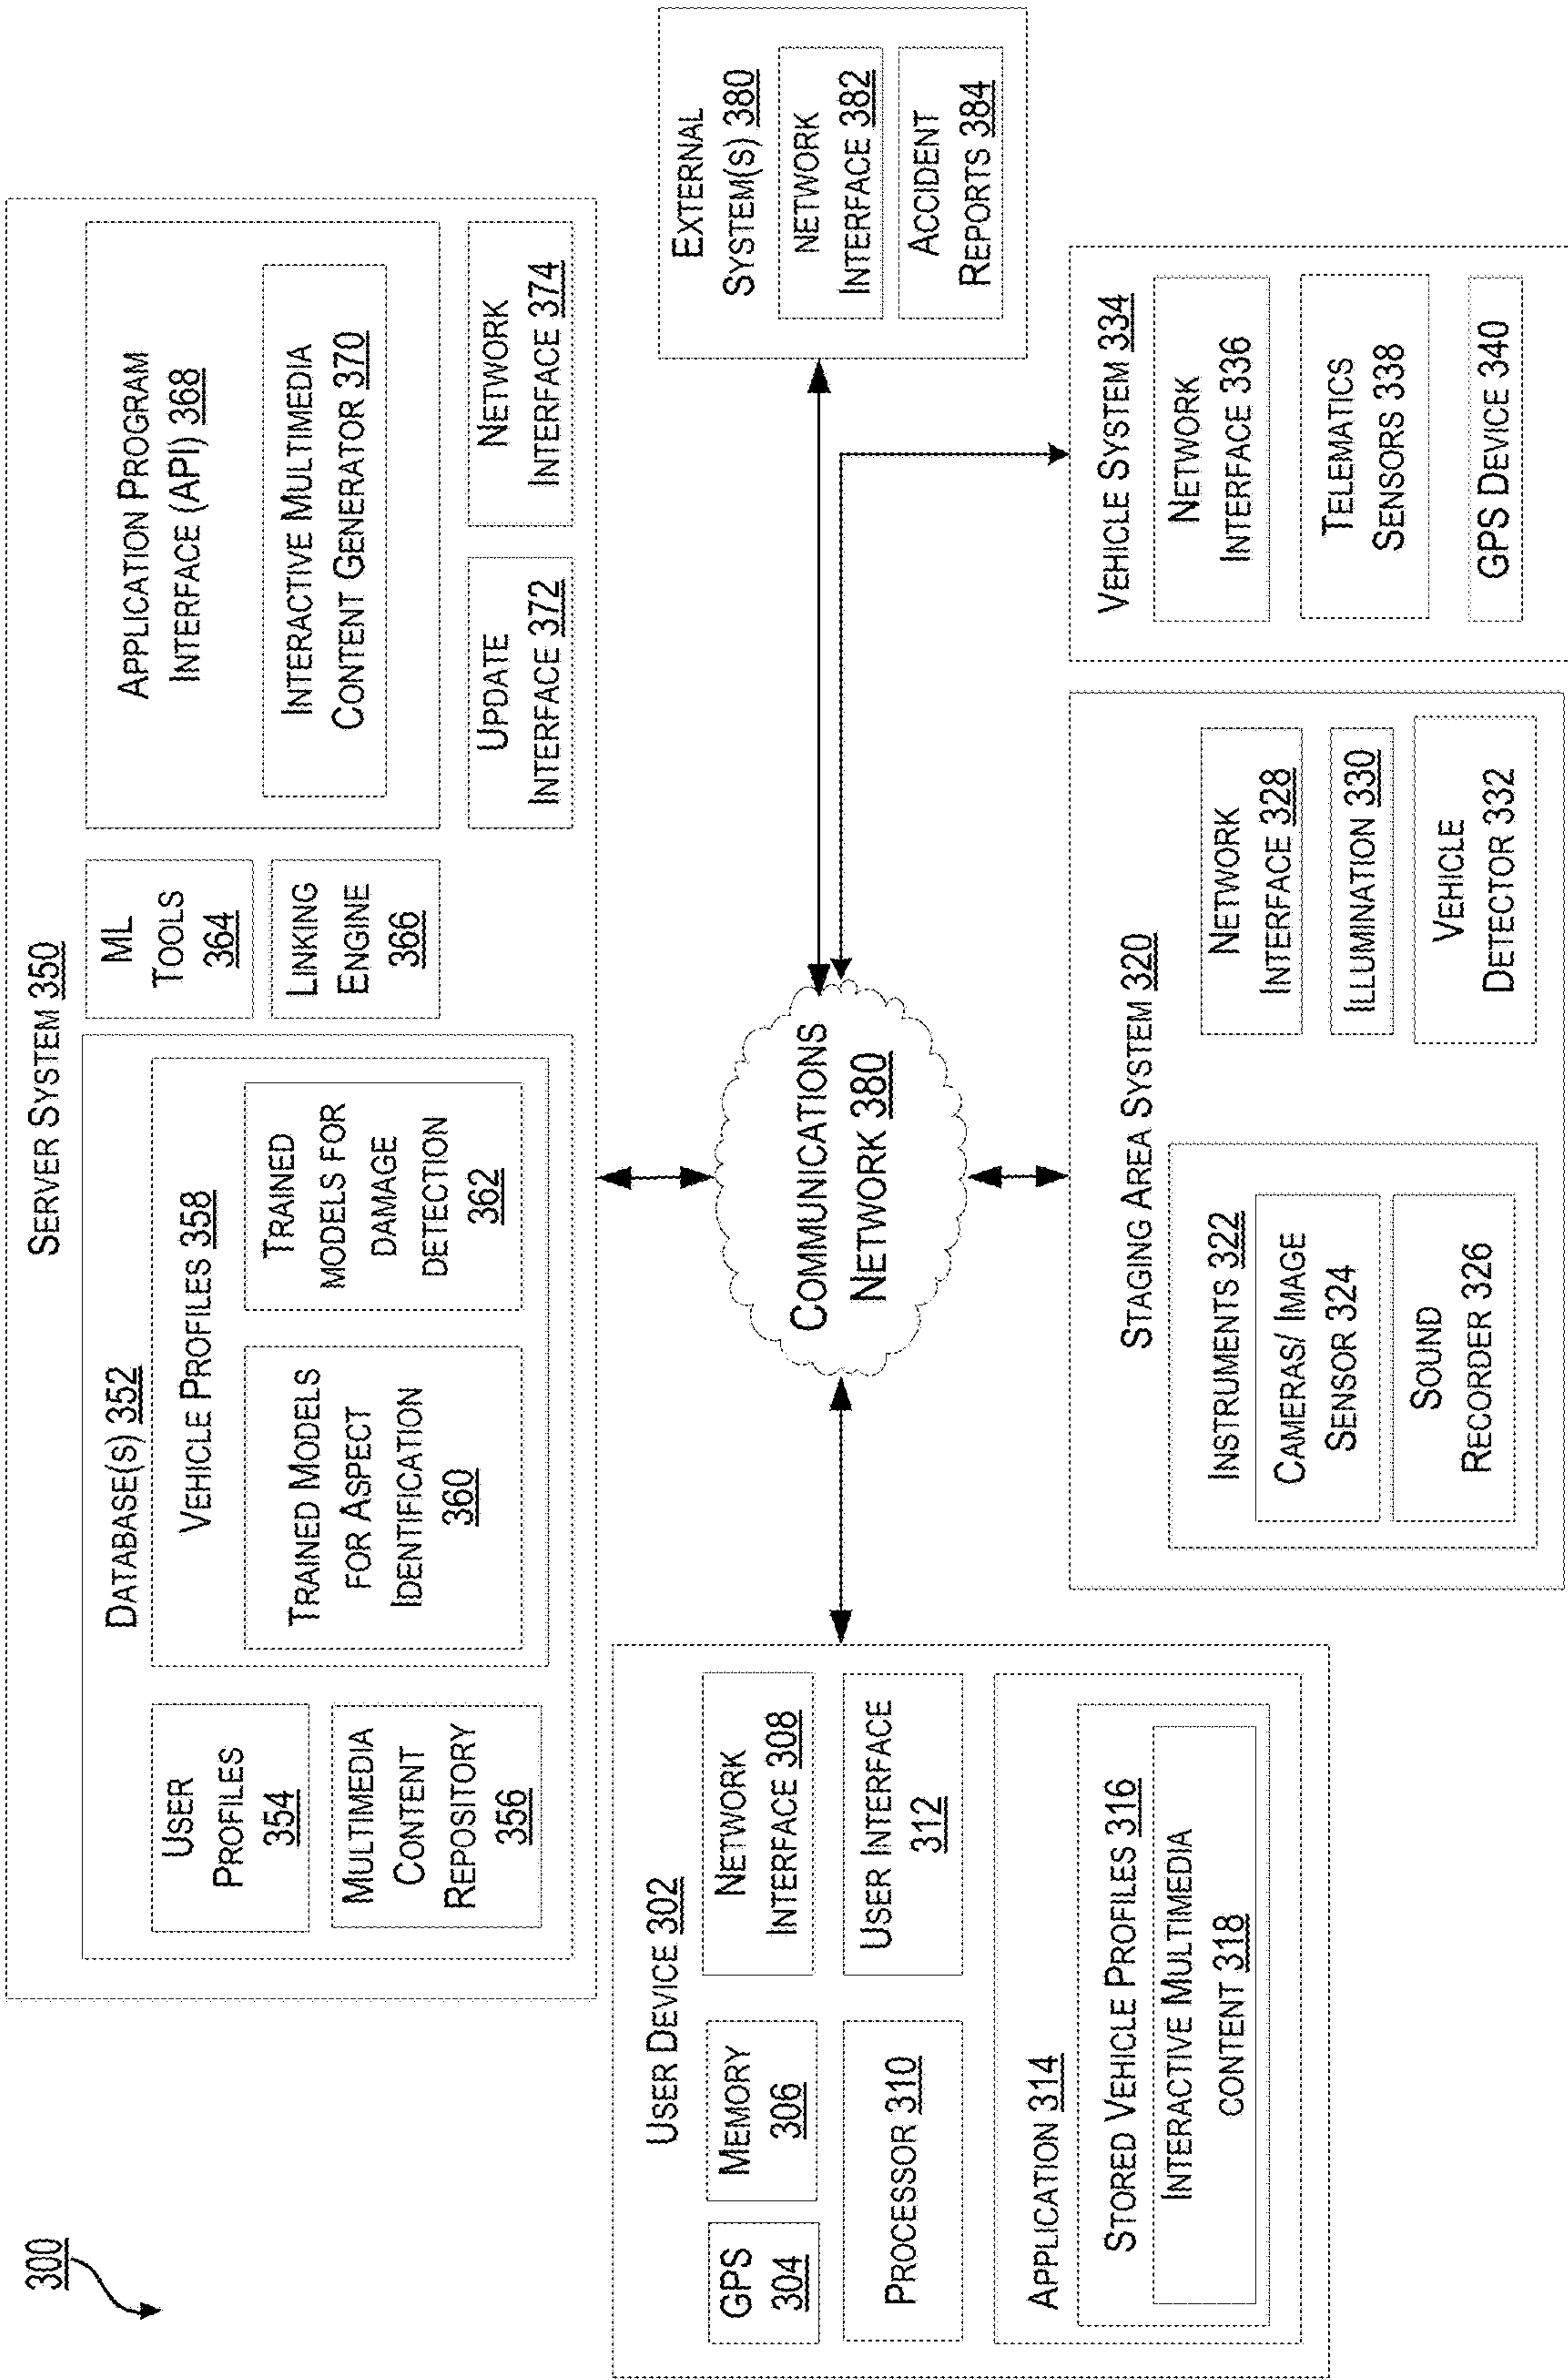 300
SERVER SYSTEM 350
DATABASE(S) 352
USER
PROFILES
354
MULTIMEDIA
CONTENT
REPOSITORY
356
VEHICLE PROFILES 358
TRAINED MODELS
FOR ASPECT
IDENTIFICATION
360
TRAINED
MODELS FOR
DAMAGE
DETECTION
362
ML
TOOLS
364
LINKING
ENGINE
366
APPLICATION PROGRAM
INTERFACE (API) 368
INTERACTIVE MULTIMEDIA
CONTENT GENERATOR 370
UPDATE
INTERFACE 372
NETWORK
INTERFACE 374
USER DEVICE 302
GPS
304
MEMORY
306
NETWORK
INTERFACE 308
PROCESSOR 310
USER INTERFACE
312
APPLICATION 314
STORED VEHICLE PROFILES 316
INTERACTIVE MULTIMEDIA
CONTENT 318
COMMUNICATIONS
NETWORK 380
EXTERNAL
SYSTEM(S) 380
NETWORK
INTERFACE 382
ACCIDENT
REPORTS 384
STAGING AREA SYSTEM 320
INSTRUMENTS 322
CAMERAS/ IMAGE
SENSOR 324
SOUND
RECORDER 326
NETWORK
INTERFACE 328
ILLUMINATION 330
VEHICLE
DETECTOR 332
VEHICLE SYSTEM 334
NETWORK
INTERFACE 336
TELEMATICS
SENSORS 338
GPS DEVICE 340